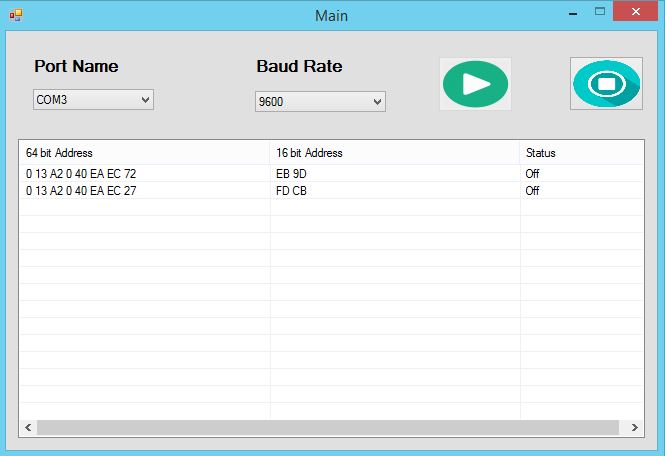 Main
Port Name Baud Rate
COM3 9600
64 bit Address 16 bit Address Status
0 13 A2 0 40 EA EC 72 EB 9D Off
0 13 A2 0 40 EA EC 27 FD CB Off